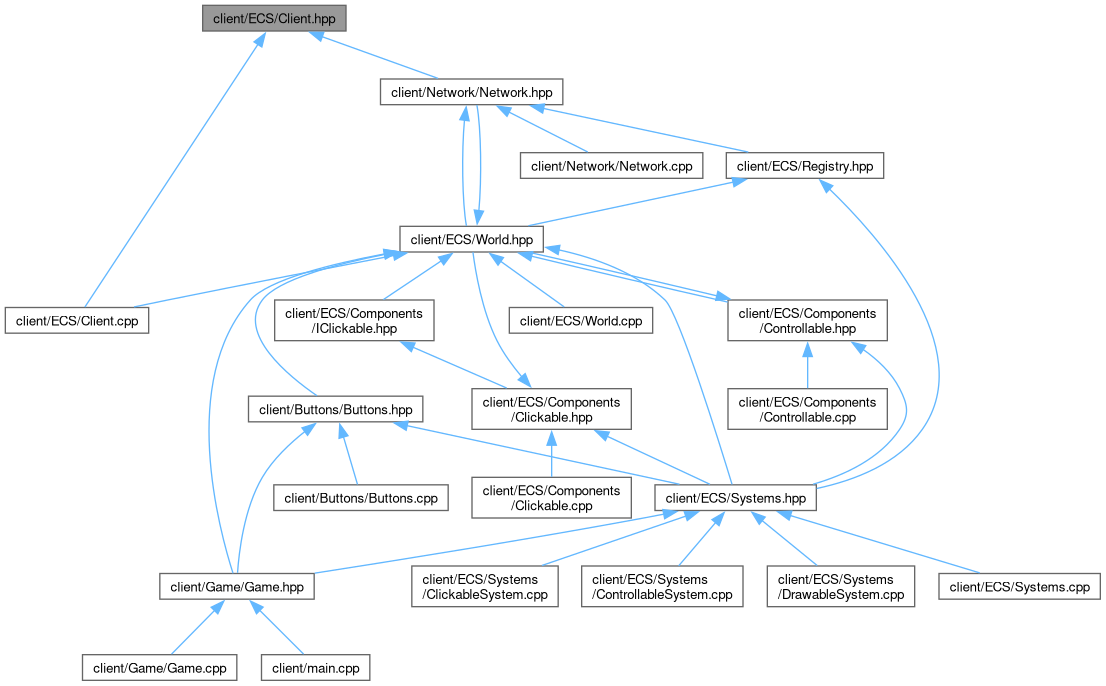 client/ECS/Client.hpp
client/Network/Network.hpp
client/Network/Network.cpp
client/ECS/Registry.hpp
client/ECS/World.hpp
client/ECS/Client.cpp
client/ECS/Components
/IClickable.hpp
client/ECS/World.cpp
client/ECS/Components
/Controllable.hpp
client/Buttons/Buttons.hpp
client/ECS/Components
/Clickable.hpp
client/ECS/Components
/Controllable.cpp
client/Buttons/Buttons.cpp
client/ECS/Components
/Clickable.cpp
client/ECS/Systems.hpp
client/Game/Game.hpp
client/ECS/Systems
/ClickableSystem.cpp
client/ECS/Systems
/ControllableSystem.cpp
client/ECS/Systems
/DrawableSystem.cpp
client/ECS/Systems.cpp
client/Game/Game.cpp
client/main.cpp